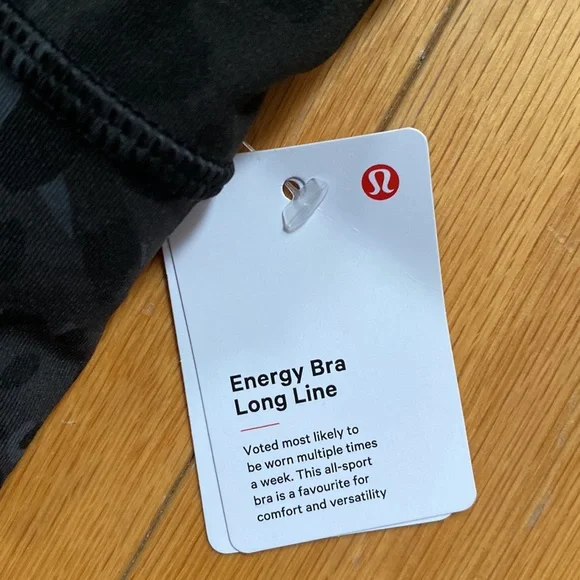 Energy Bra
Long Line
Voted most likely to
be worn multiple times
a week. This all-sport
bra is a favourite for
comfort and versatility